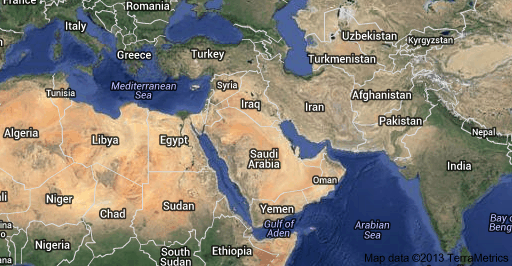 Romania
Italy
Uzbekistan
Kyrgyzstan
Greece
Turkey
Turkmenistan
Mediterranean
Sea
Syria
Tunisia
Iraq
Iran
Afghanistan
Pakistan
Algeria
Libya
Egypt
Nepal
Saudi
Arabia
India
Oman
li
Niger
Chad
Sudan
Yemen
Gulf of
Aden
Arabian
Sea
Bay o
Beng
Nigeria
South
Sudan
Ethiopia
Map data ©2013 TerraMetrics